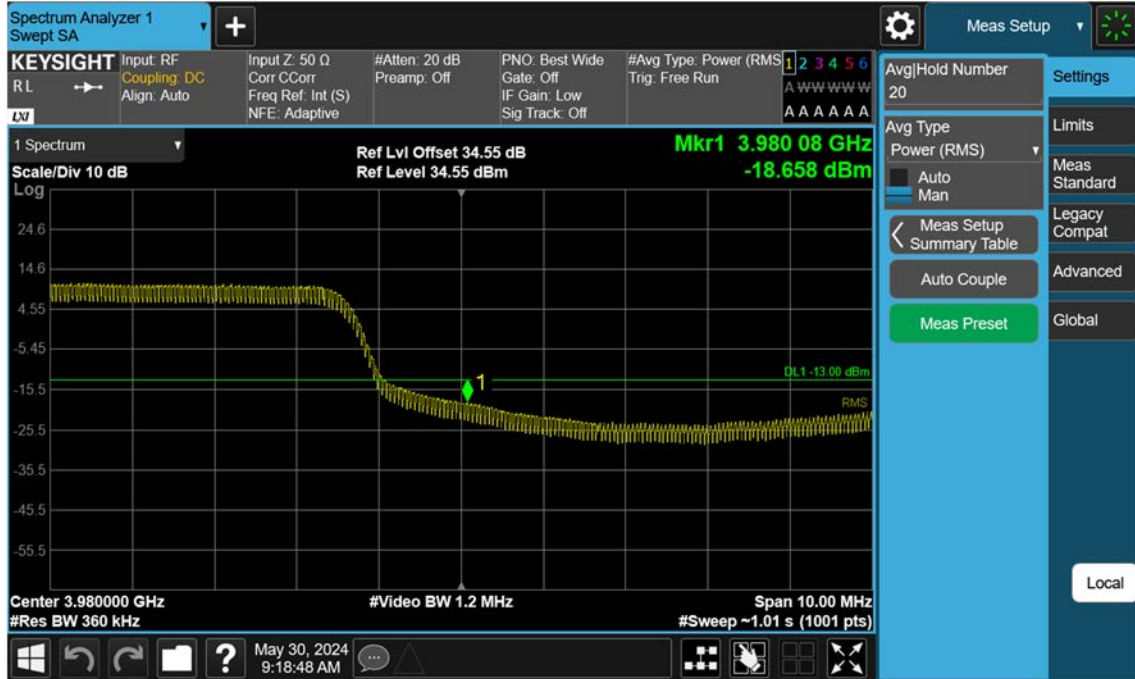 Spectrum Analyzer 1
Swept SA
+
Meas Setup
KEYSIGHT
R L
LXI
Input: RF
Coupling: DC
Align: Auto
Input Z: 50 Ω
Corr CCorr
Freq Ref: Int (S)
NFE: Adaptive
#Atten: 20 dB
Preamp: Off
PNO: Best Wide
Gate: Off
IF Gain: Low
Sig Track: Off
#Avg Type: Power (RMS
Trig: Free Run
1 2 3 4 5 6
A W W W W W
A A A A A A
1 Spectrum
Scale/Div 10 dB
Log
Ref Lvl Offset 34.55 dB
Ref Level 34.55 dBm
Mkr1 3.980 08 GHz
-18.658 dBm
24.6
14.6
4.55
-5.45
-15.5
-25.5
-35.5
-45.5
-55.5
DL1 -13.00 dBm
1
RMS
Center 3.980000 GHz
#Res BW 360 kHz
#Video BW 1.2 MHz
Span 10.00 MHz
#Sweep ~1.01 s (1001 pts)
Avg|Hold Number
20
Avg Type
Power (RMS)
Auto
Man
Meas Setup
Summary Table
Auto Couple
Meas Preset
Settings
Limits
Meas
Standard
Legacy
Compat
Advanced
Global
Local
?
May 30, 2024
9:18:48 AM